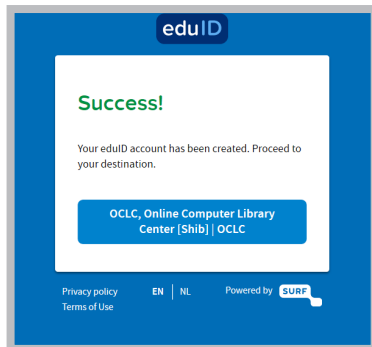 eduID
Success!
Your eduID account has been created. Proceed to
your destination.
OCLC, Online Computer Library
Center [Shib] | OCLC
Privacy policy EN | NL Powered by SURF
Terms of Use